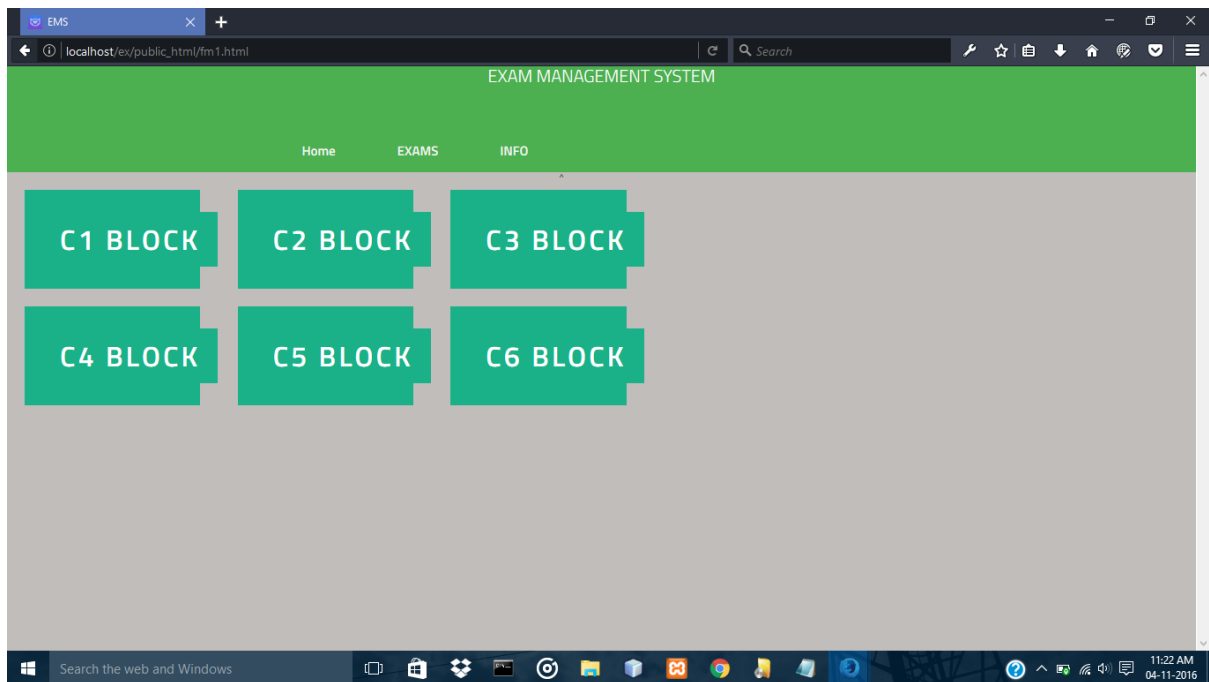 EMS
localhost/ex/public_html/fm1.html
Search
EXAM MANAGEMENT SYSTEM
Home EXAMS INFO
C1 BLOCK C2 BLOCK C3 BLOCK
C4 BLOCK C5 BLOCK C6 BLOCK
Search the web and Windows
11:22 AM
04-11-2016